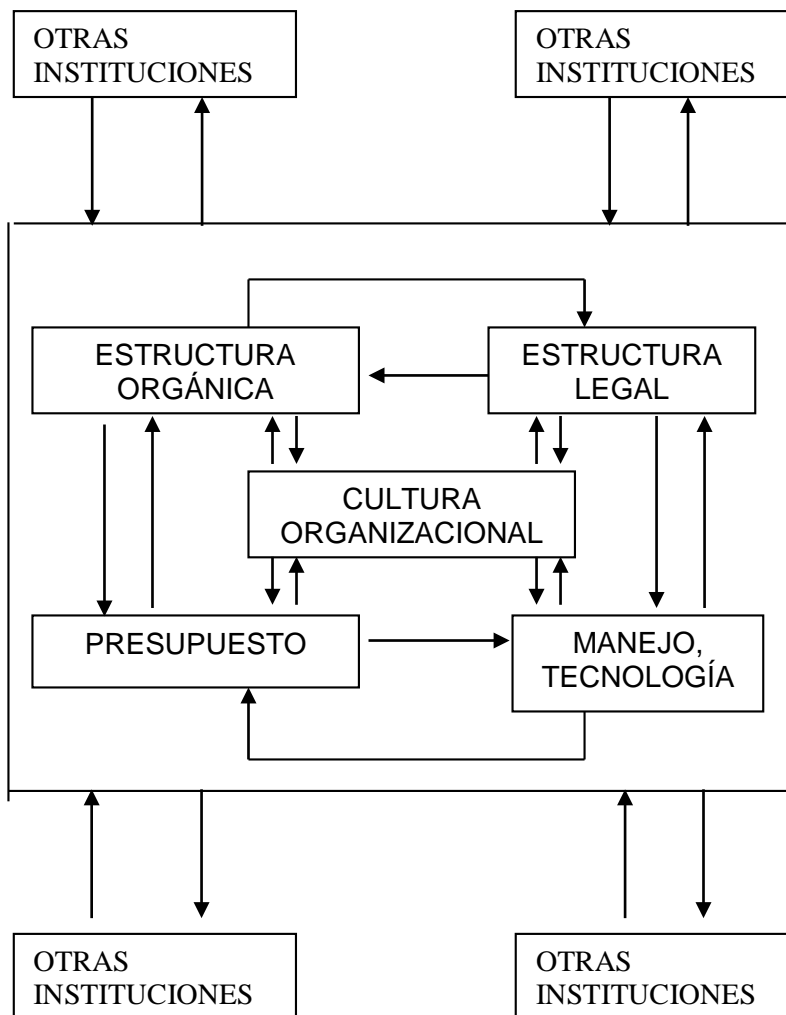 OTRAS
INSTITUCIONES
OTRAS
INSTITUCIONES
ESTRUCTURA
ORGÁNICA
ESTRUCTURA
LEGAL
CULTURA
ORGANIZACIONAL
PRESUPUESTO
MANEJO,
TECNOLOGÍA
OTRAS
INSTITUCIONES
OTRAS
INSTITUCIONES